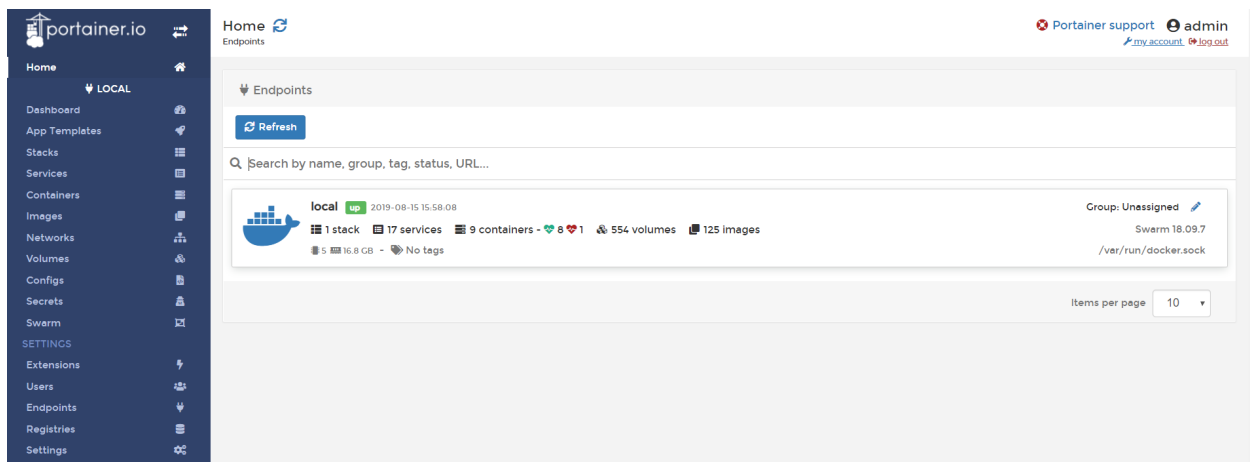 portainer.io
Home
LOCAL
Dashboard
App Templates
Stacks
Services
Containers
Images
Networks
Volumes
Configs
Secrets
Swarm
SETTINGS
Extensions
Users
Endpoints
Registries
Settings
Home
Endpoints
Portainer support admin
my account log out
Endpoints
Refresh
Search by name, group, tag, status, URL...
local up 2019-08-15 15:58:08
1 stack 17 services 9 containers - 8 1 554 volumes 125 images
5 16.8 GB - No tags
Group: Unassigned
Swarm 18.09.7
/var/run/docker.sock
Items per page 10